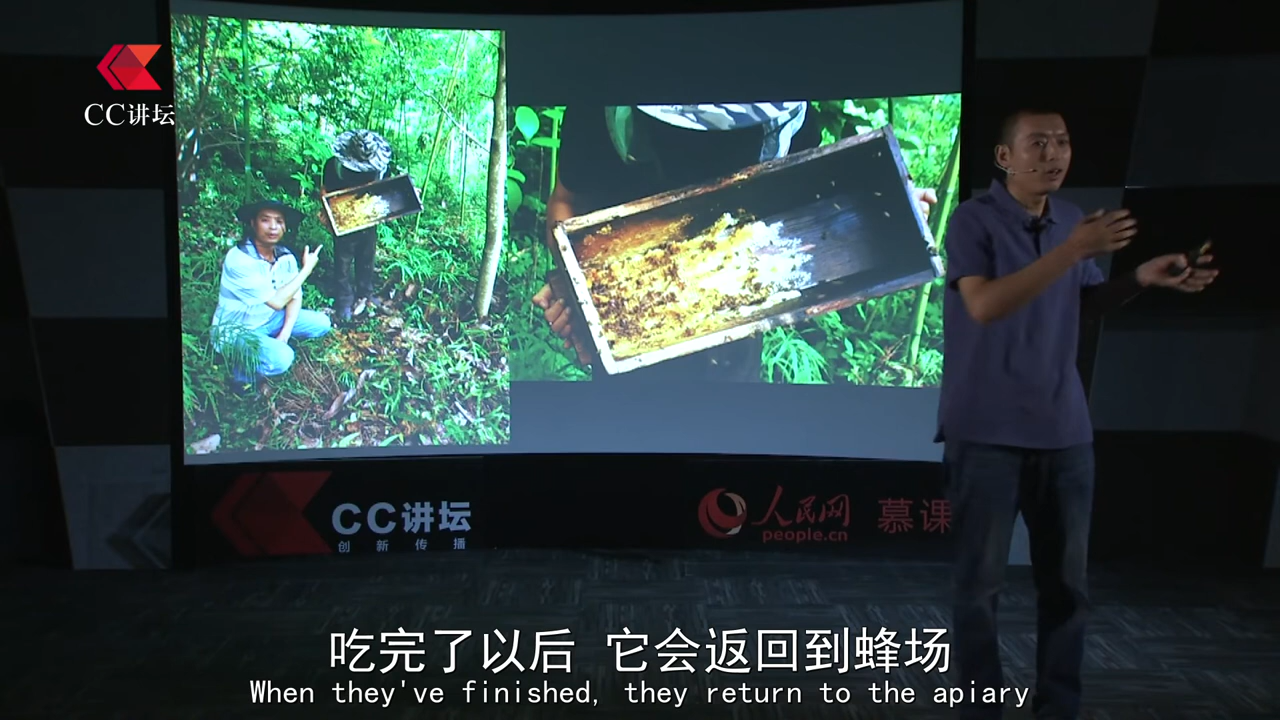 CC讲坛
CC讲坛
创新传播
人民网
people.cn
慕课
吃完了以后 它会返回到蜂场
When they've finished, they return to the apiary